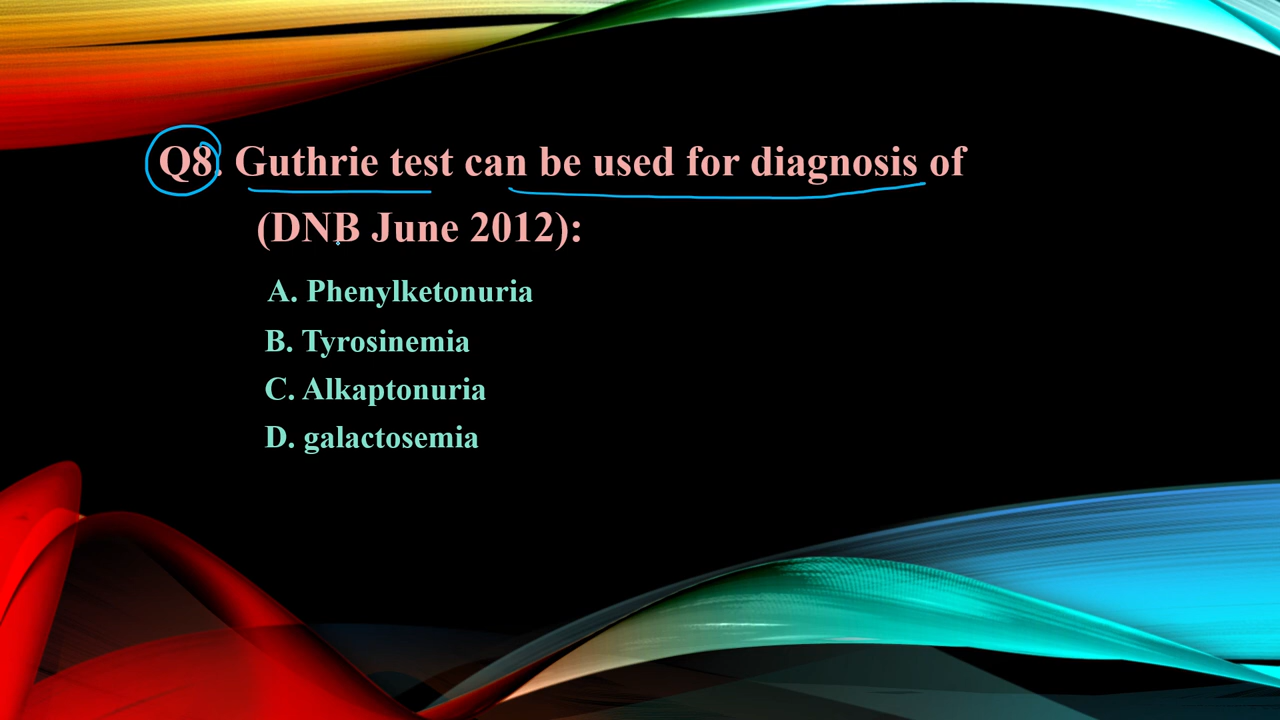 Q8. Guthrie test can be used for diagnosis of
(DNB June 2012):
A. Phenylketonuria
B. Tyrosinemia
C. Alkaptonuria
D. galactosemia